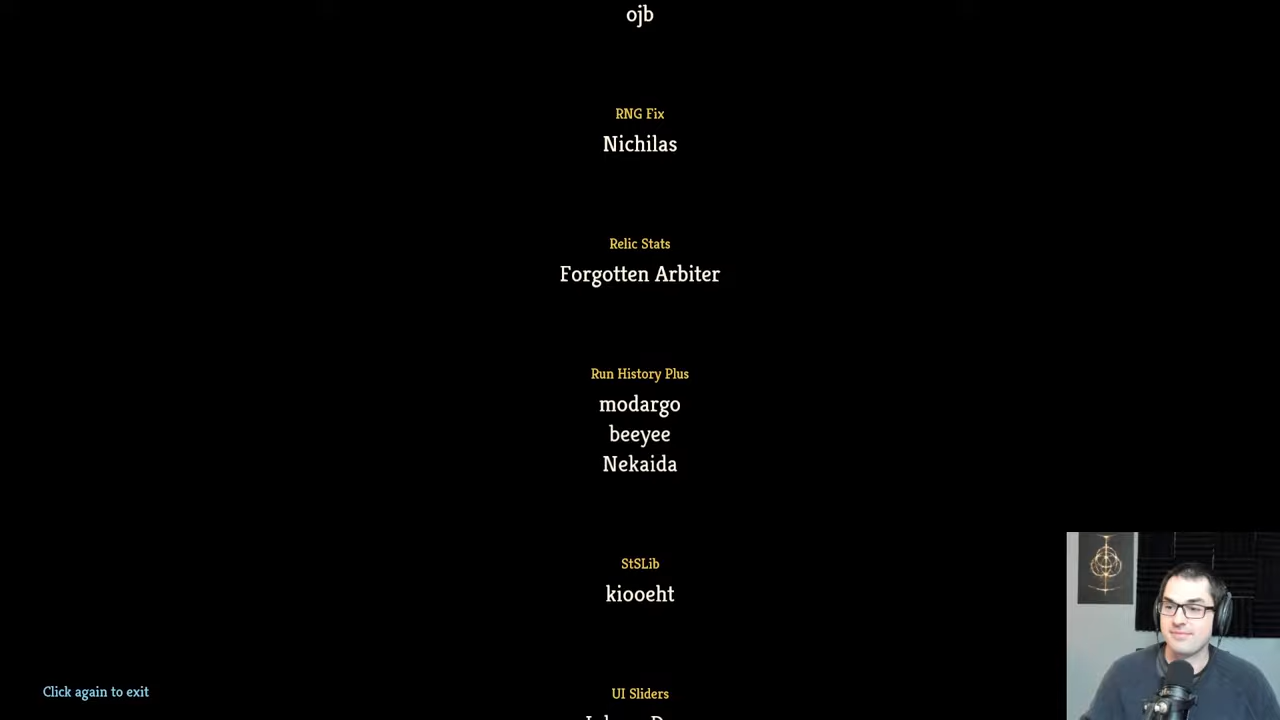 ojb
RNG Fix
Nichilas
Relic Stats
Forgotten Arbiter
Run History Plus
modargo
beeyee
Nekaida
StSLib
kiooeht
Click again to exit
UI Sliders